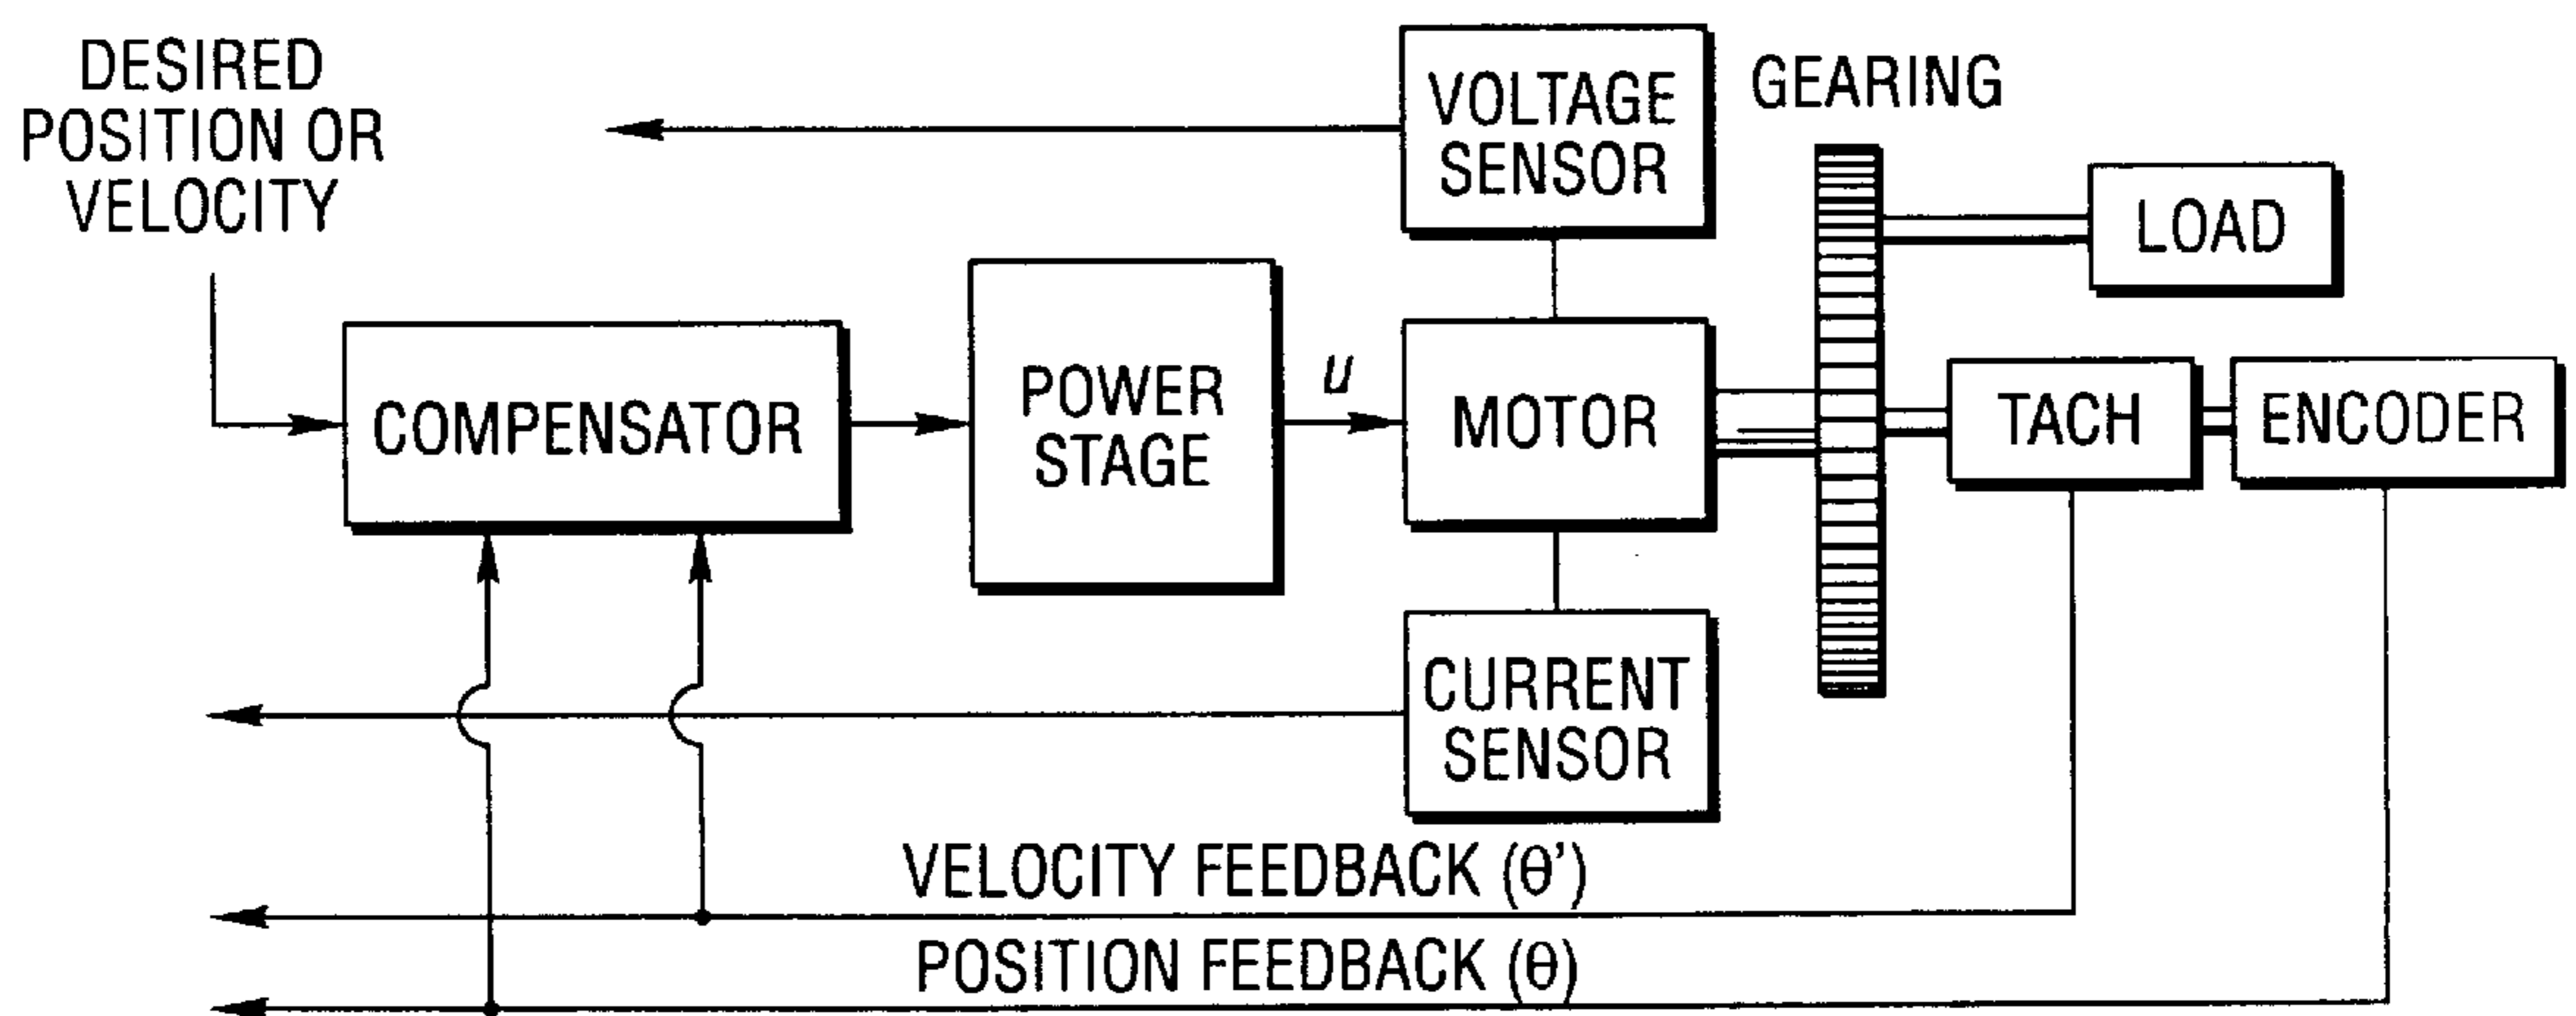 DESIRED
POSITION OR
VELOCITY
VOLTAGE
SENSOR
GEARING
LOAD
COMPENSATOR
POWER
STAGE
u
MOTOR
TACH
ENCODER
CURRENT
SENSOR
VELOCITY FEEDBACK (θ')
POSITION FEEDBACK (θ)